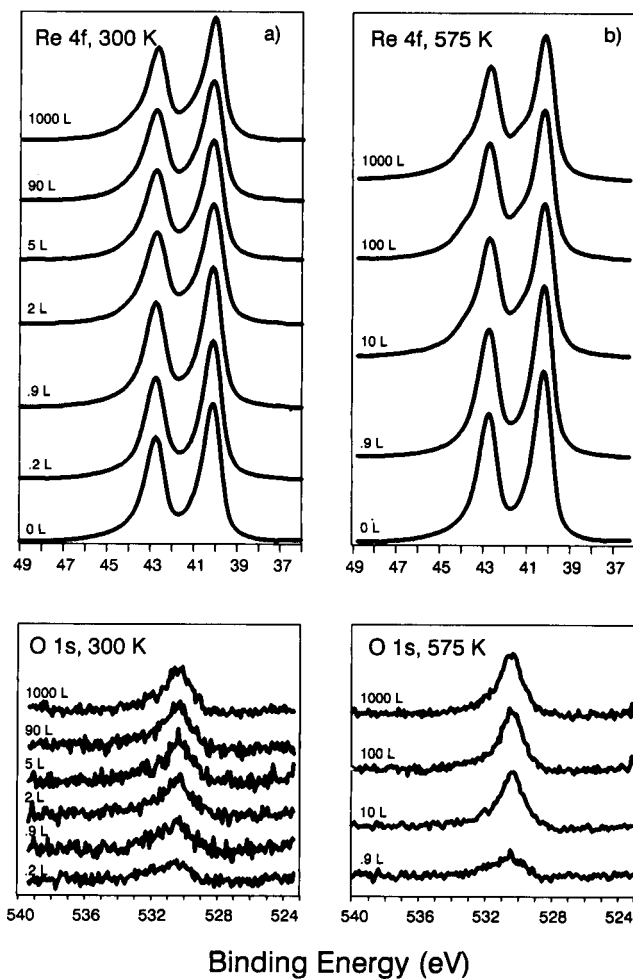 Re 4f, 300 K
a)
1000 L
90 L
5 L
2 L
.9 L
.2 L
0 L
49 47 45 43 41 39 37
Re 4f, 575 K
b)
1000 L
100 L
10 L
.9 L
0 L
49 47 45 43 41 39 37
O 1s, 300 K
1000 L
90 L
5 L
2 L
.9 L
.2 L
540 536 532 528 524
O 1s, 575 K
1000 L
100 L
10 L
.9 L
540 536 532 528 524
Binding Energy (eV)